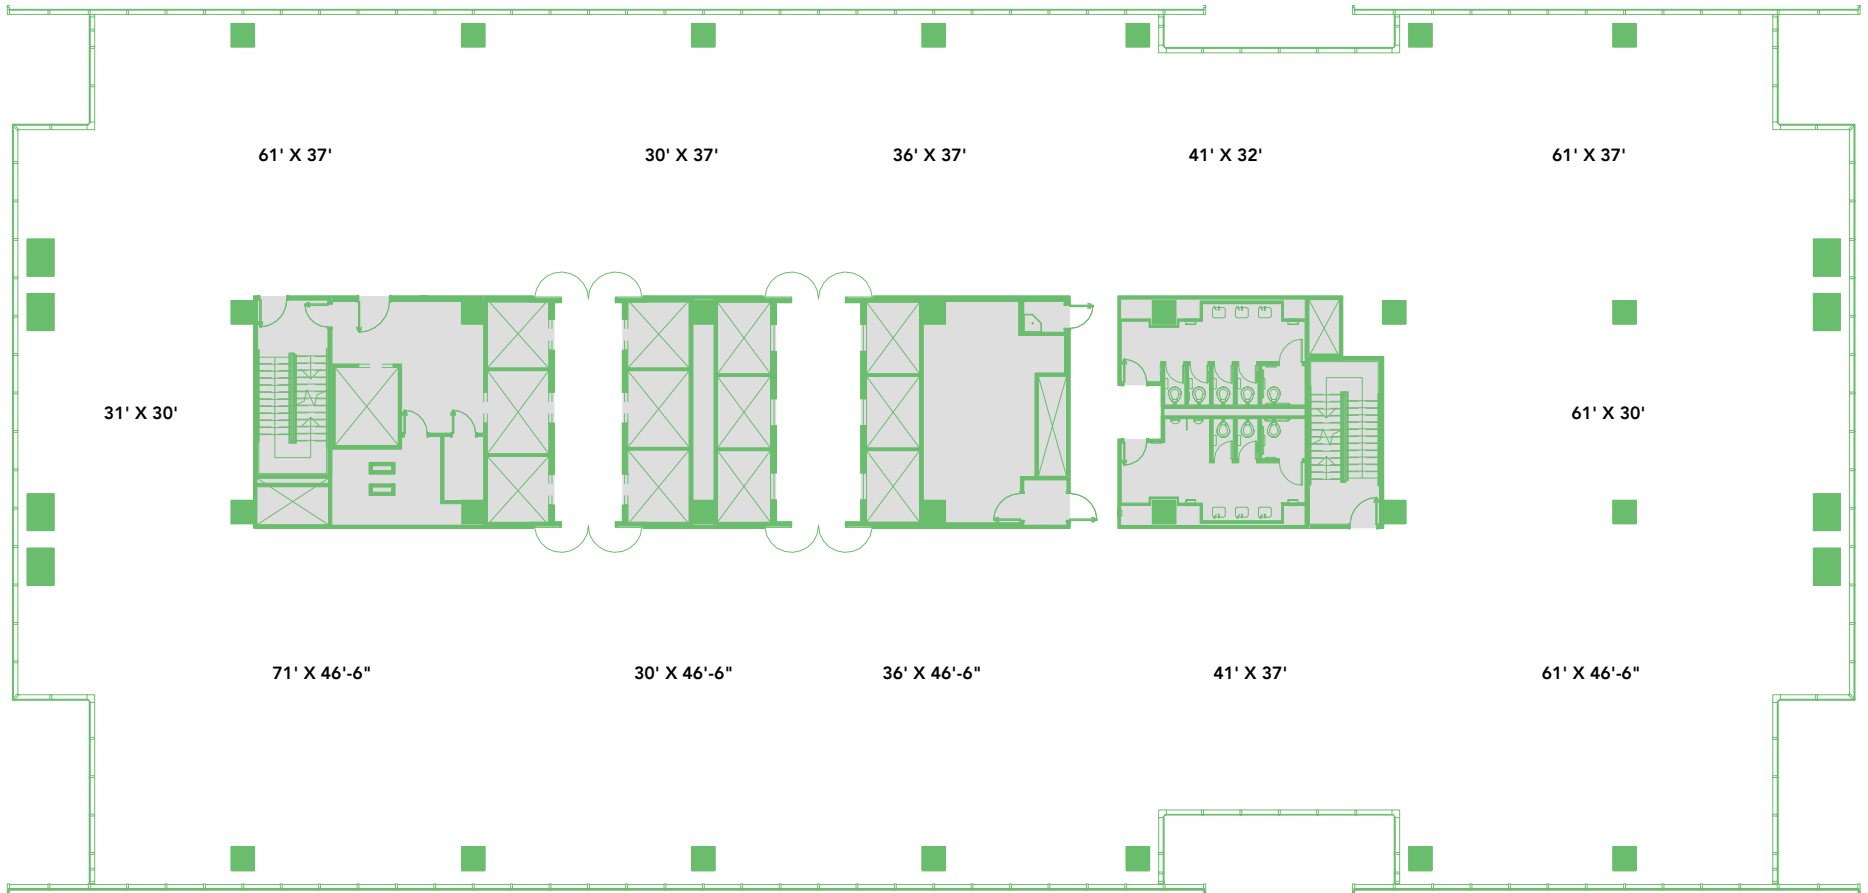 61' X 37'
30' X 37'
36' X 37'
41' X 32'
61' X 37'
31' X 30'
61' X 30'
71' X 46'-6"
30' X 46'-6"
36' X 46'-6"
41' X 37'
61' X 46'-6"